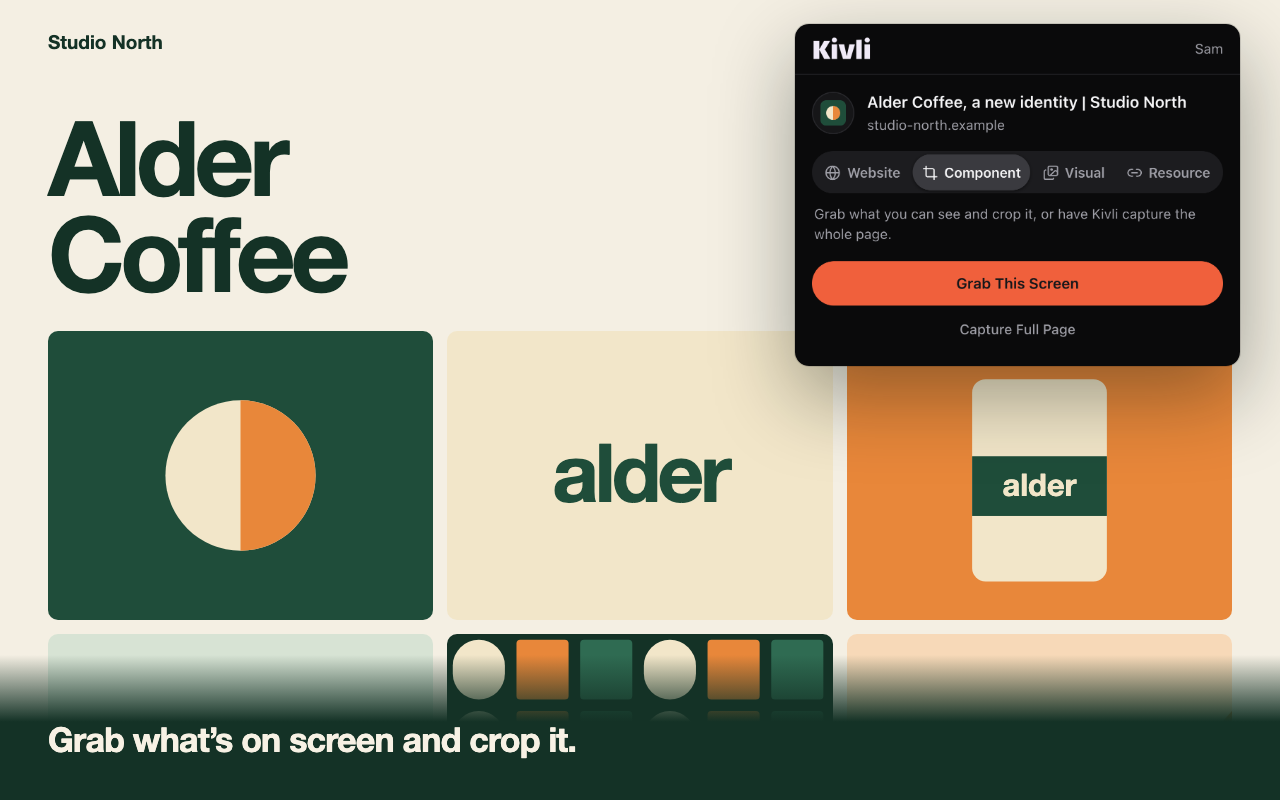 Studio North
Alder
Coffee
Kivli
Sam
Alder Coffee, a new identity | Studio North
studio-north.example
Website
Component
Visual
Resource
Grab what you can see and crop it, or have Kivli capture the
whole page.
Grab This Screen
Capture Full Page
alder
alder
Grab what’s on screen and crop it.